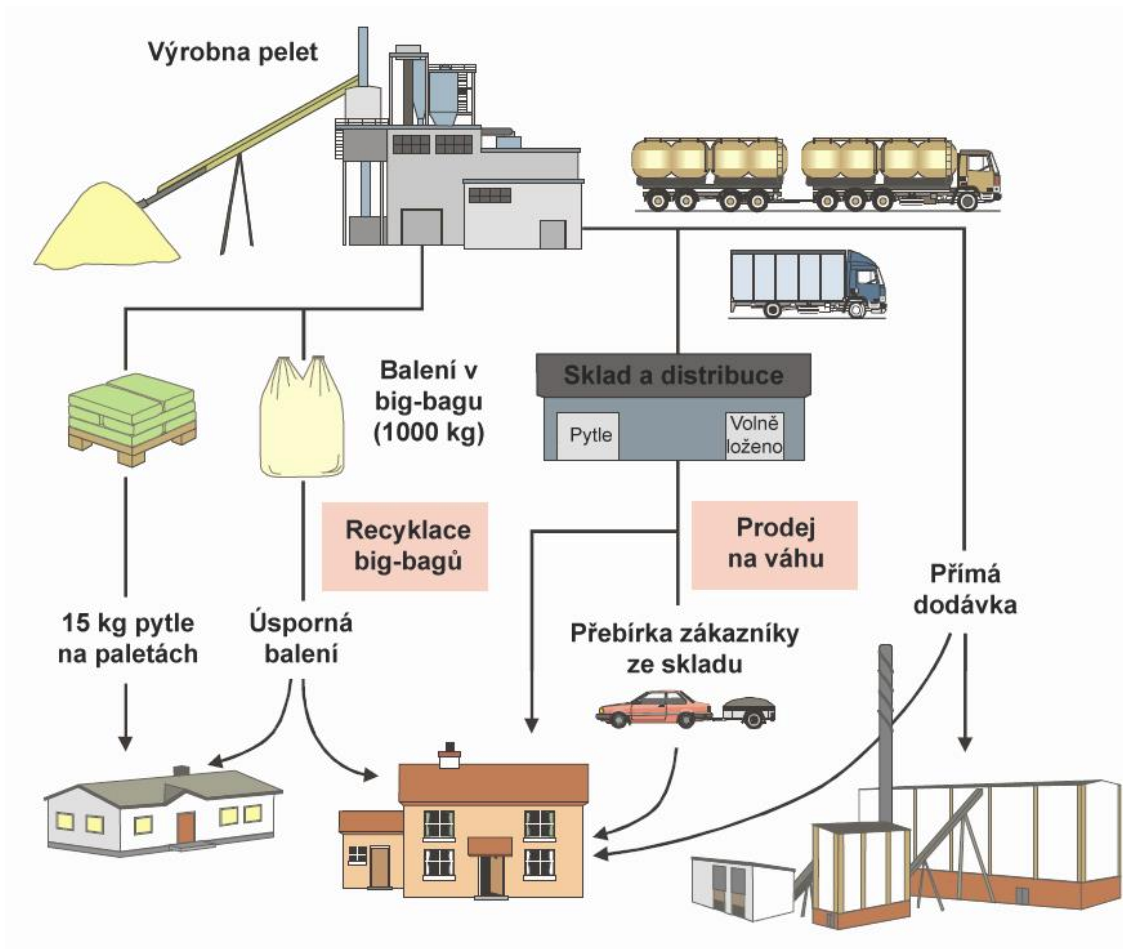 Výrobna pelet
Balení v
big-bagu
(1000 kg)
Sklad a distribuce
Pytle
Volně
loženo
Recyklace
big-bagů
Prodej
na váhu
Přímá
dodávka
15 kg pytle
na paletách
Úsporná
balení
Přebírka zákazníky
ze skladu